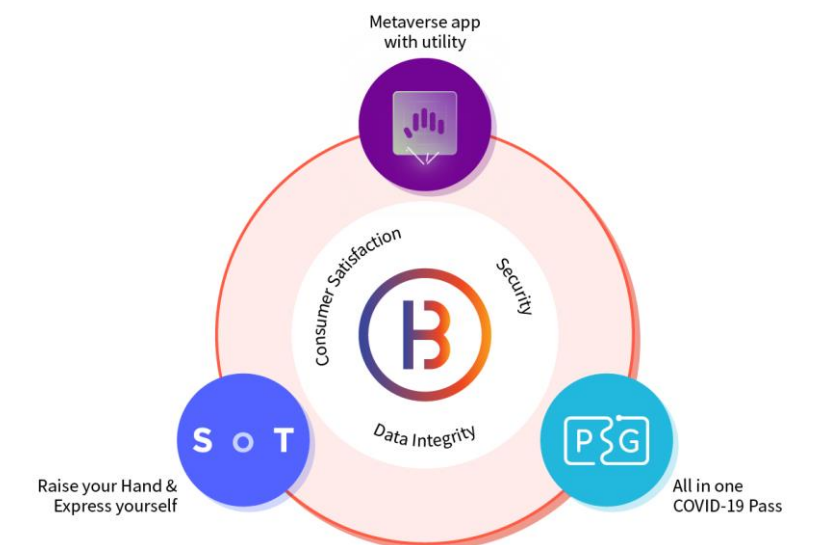 Metaverse app
with utility
Consumer Satisfaction
Security
B
Data Integrity
S o T
PSG
Raise your Hand &
Express yourself
All in one
COVID-19 Pass